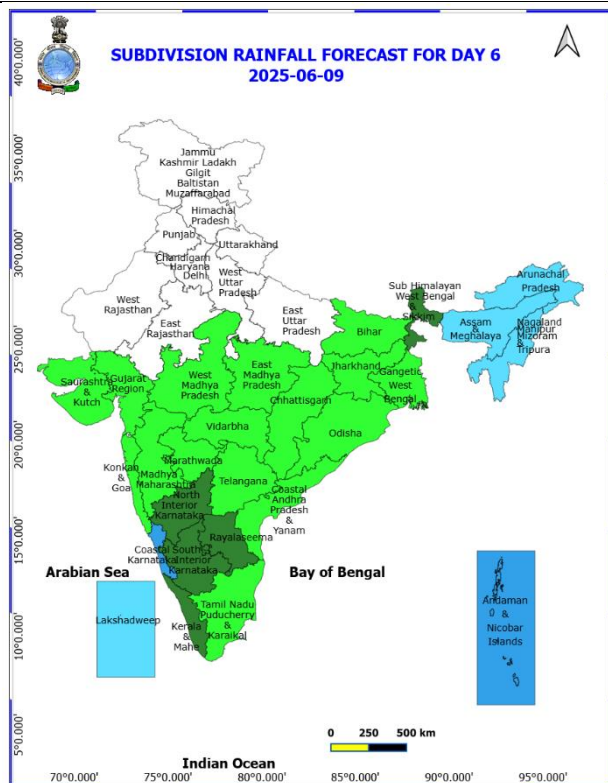 SUBDIVISION RAINFALL FORECAST FOR DAY 6
2025-06-09
40°0.000'
35°0.000'
30°0.000'
25°0.000'
20°0.000'
15°0.000'
10°0.000'
5°0.000'
Jammu
Kashmir Ladakh
Gilgit
Baltistan
Muzaffarabad
Himachal
Pradesh
Punjab
Uttarakhand
Chandigarh
Haryana
Delhi
West
Uttar
Pradesh
West
Rajasthan
East
Rajasthan
East
Uttar
Pradesh
Sub Himalayan
West Bengal
&
Sikkim
Arunachal
Pradesh
Assam
&
Meghalaya
Nagaland
Manipur
Mizoram
&
Tripura
Bihar
Jharkhand
Gangetic
West
Bengal
Saurashtra
&
Kutch
Gujarat
Region
West
Madhya
Pradesh
East
Madhya
Pradesh
Chhattisgarh
Odisha
Vidarbha
Konkan
&
Goa
Madhya
Maharashtra
Marathwada
Telangana
North
Interior
Karnataka
Coastal
Andhra
Pradesh
&
Yanam
Rayalaseema
Coastal
Karnataka
South
Interior
Karnataka
Arabian Sea
Bay of Bengal
Lakshadweep
Kerala
&
Mahe
Tamil Nadu
Puducherry
&
Karaikal
Andaman
&
Nicobar
Islands
0 250 500 km
Indian Ocean
70°0.000' 75°0.000' 80°0.000' 85°0.000' 90°0.000' 95°0.000'